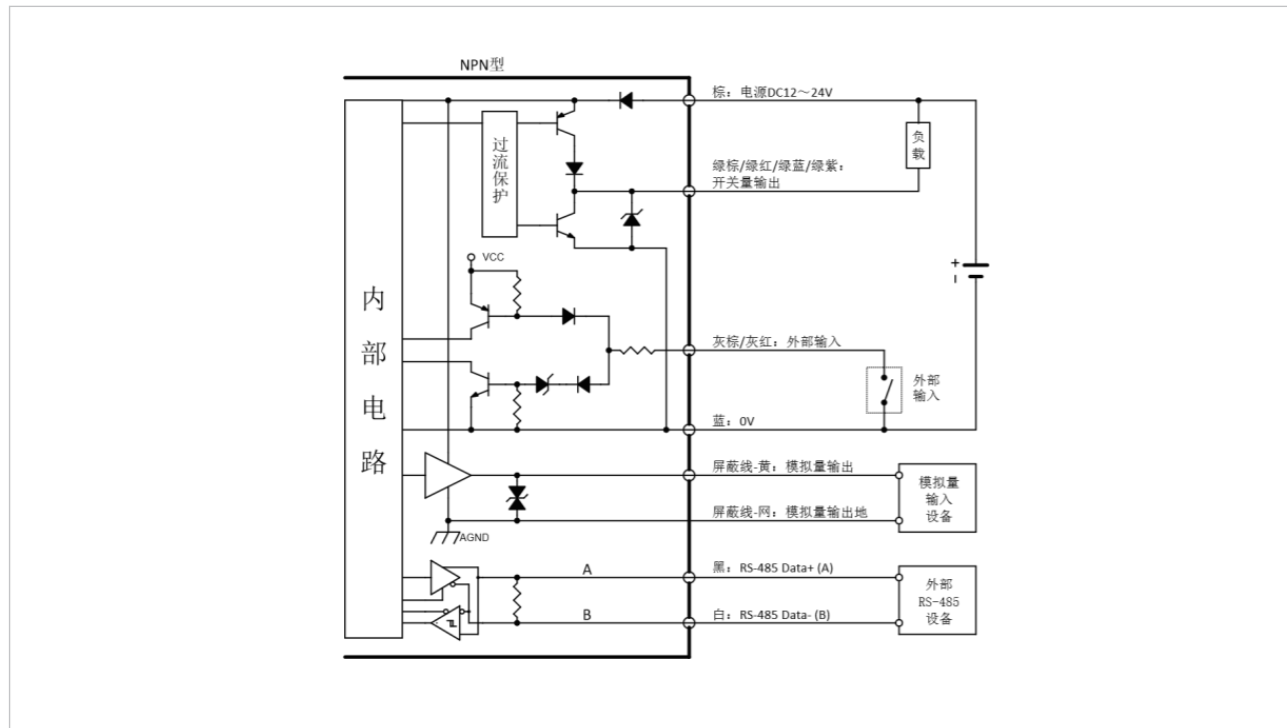 NPN型
棕：电源DC12～24V
过流保护
负载
绿棕/绿红/绿蓝/绿紫：
开关量输出
VCC
+
-
内部电路
灰棕/灰红：外部输入
外部
输入
蓝：0V
屏蔽线-黄：模拟量输出
模拟量
输入
设备
屏蔽线-网：模拟量输出地
AGND
A
黑：RS-485 Data+ (A)
外部
RS-485
设备
B
白：RS-485 Data- (B)